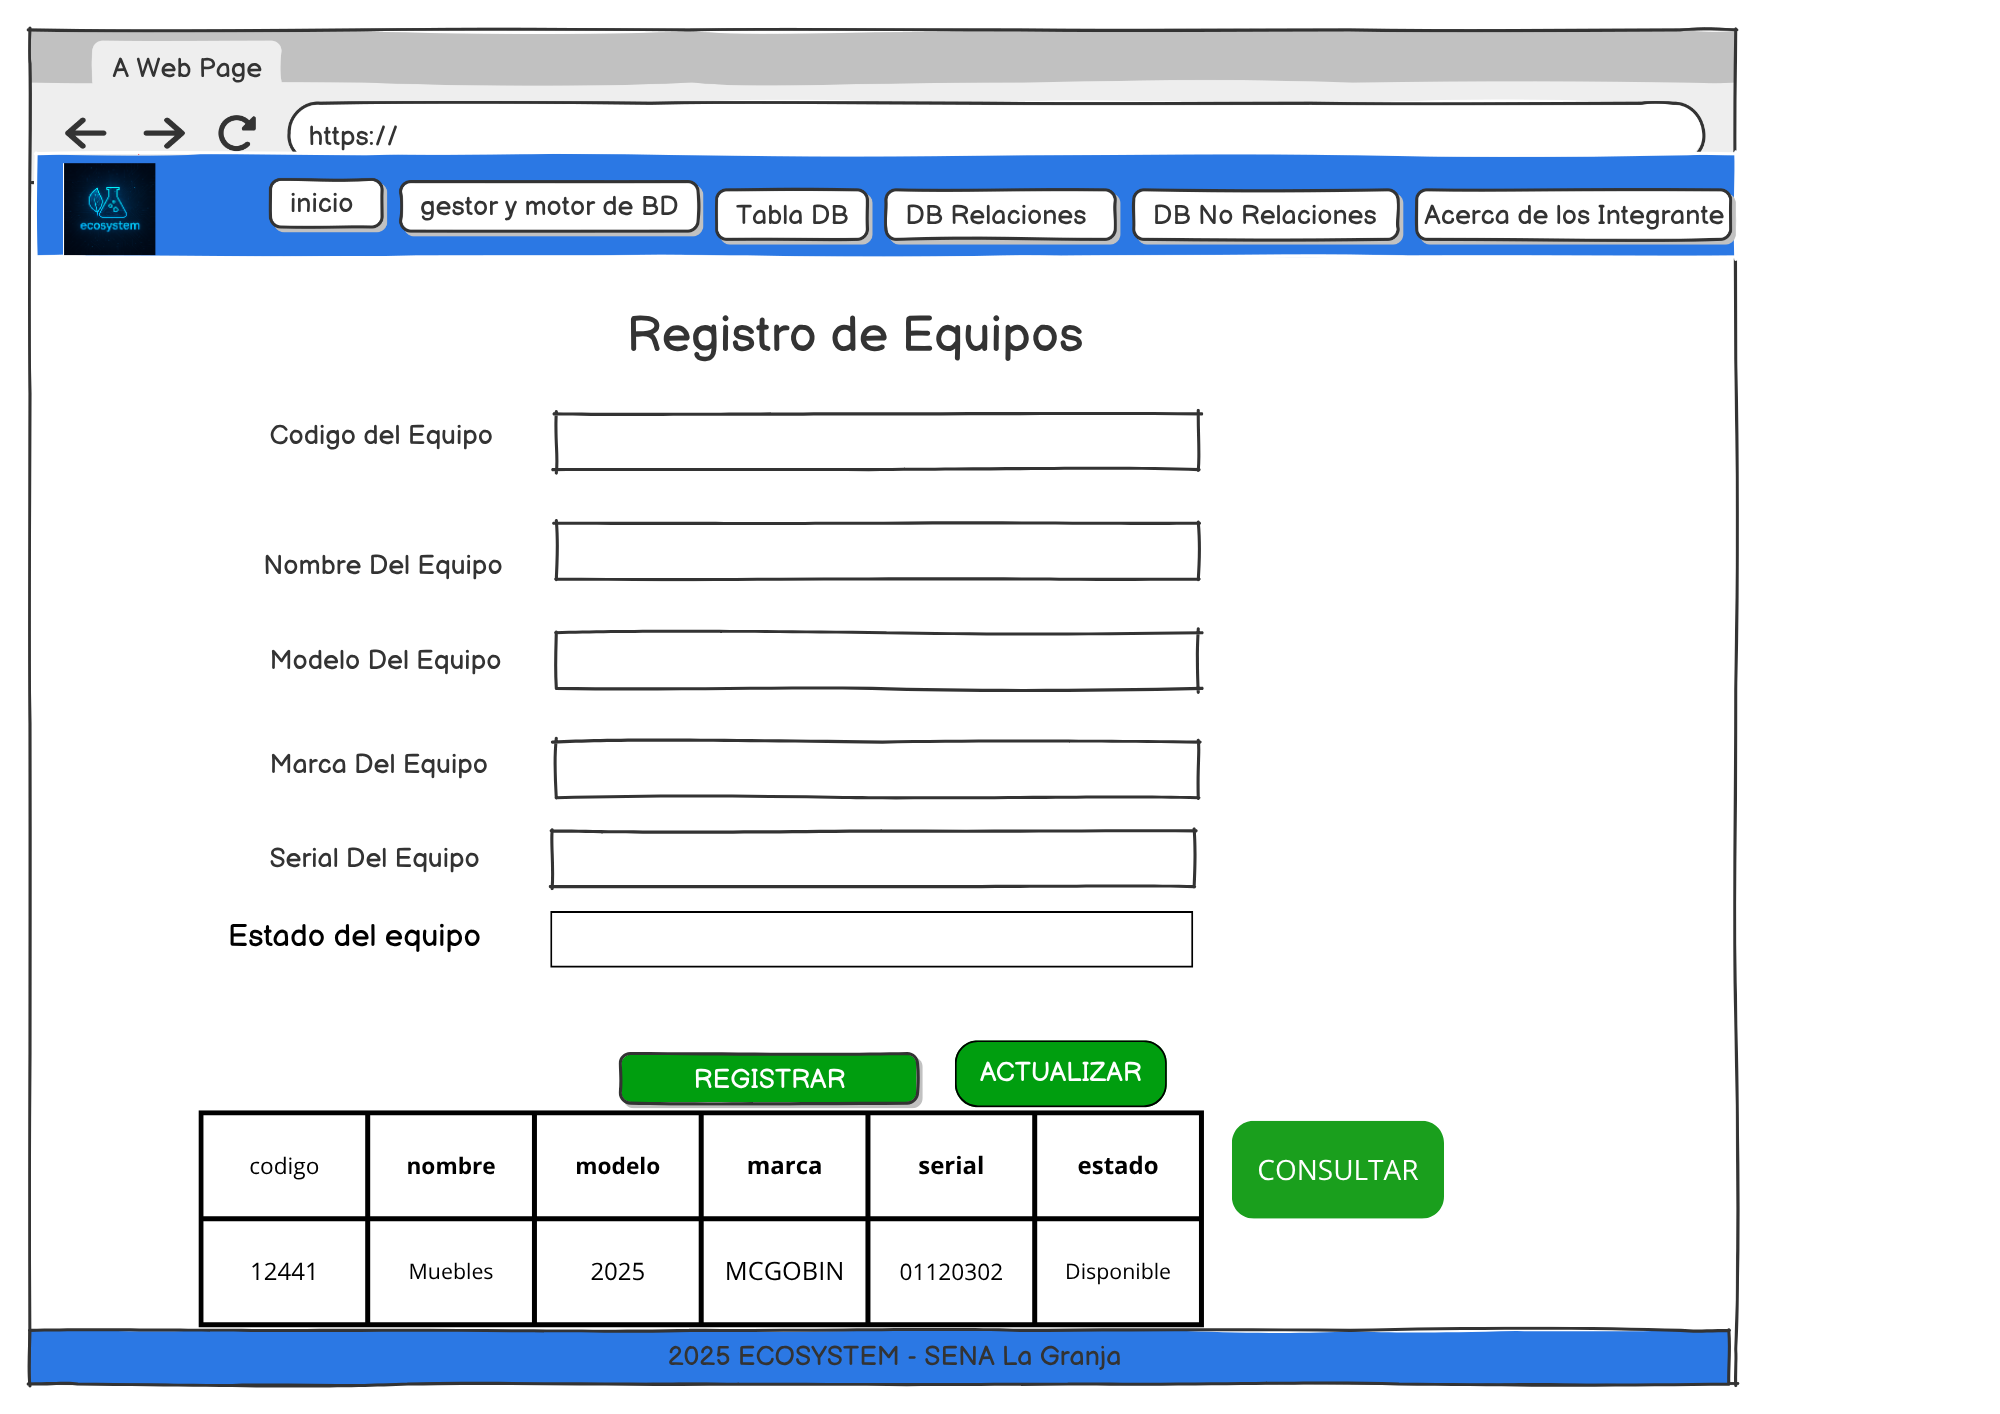 A Web Page
https://
ecosystem
inicio
gestor y motor de BD
Tabla DB
DB Relaciones
DB No Relaciones
Acerca de los Integrante
Registro de Equipos
Codigo del Equipo
Nombre Del Equipo
Modelo Del Equipo
Marca Del Equipo
Serial Del Equipo
Estado del equipo
REGISTRAR
ACTUALIZAR
codigo nombre modelo marca serial estado
CONSULTAR
12441 Muebles 2025 MCGOBIN 01120302 Disponible
2025 ECOSYSTEM - SENA La Granja